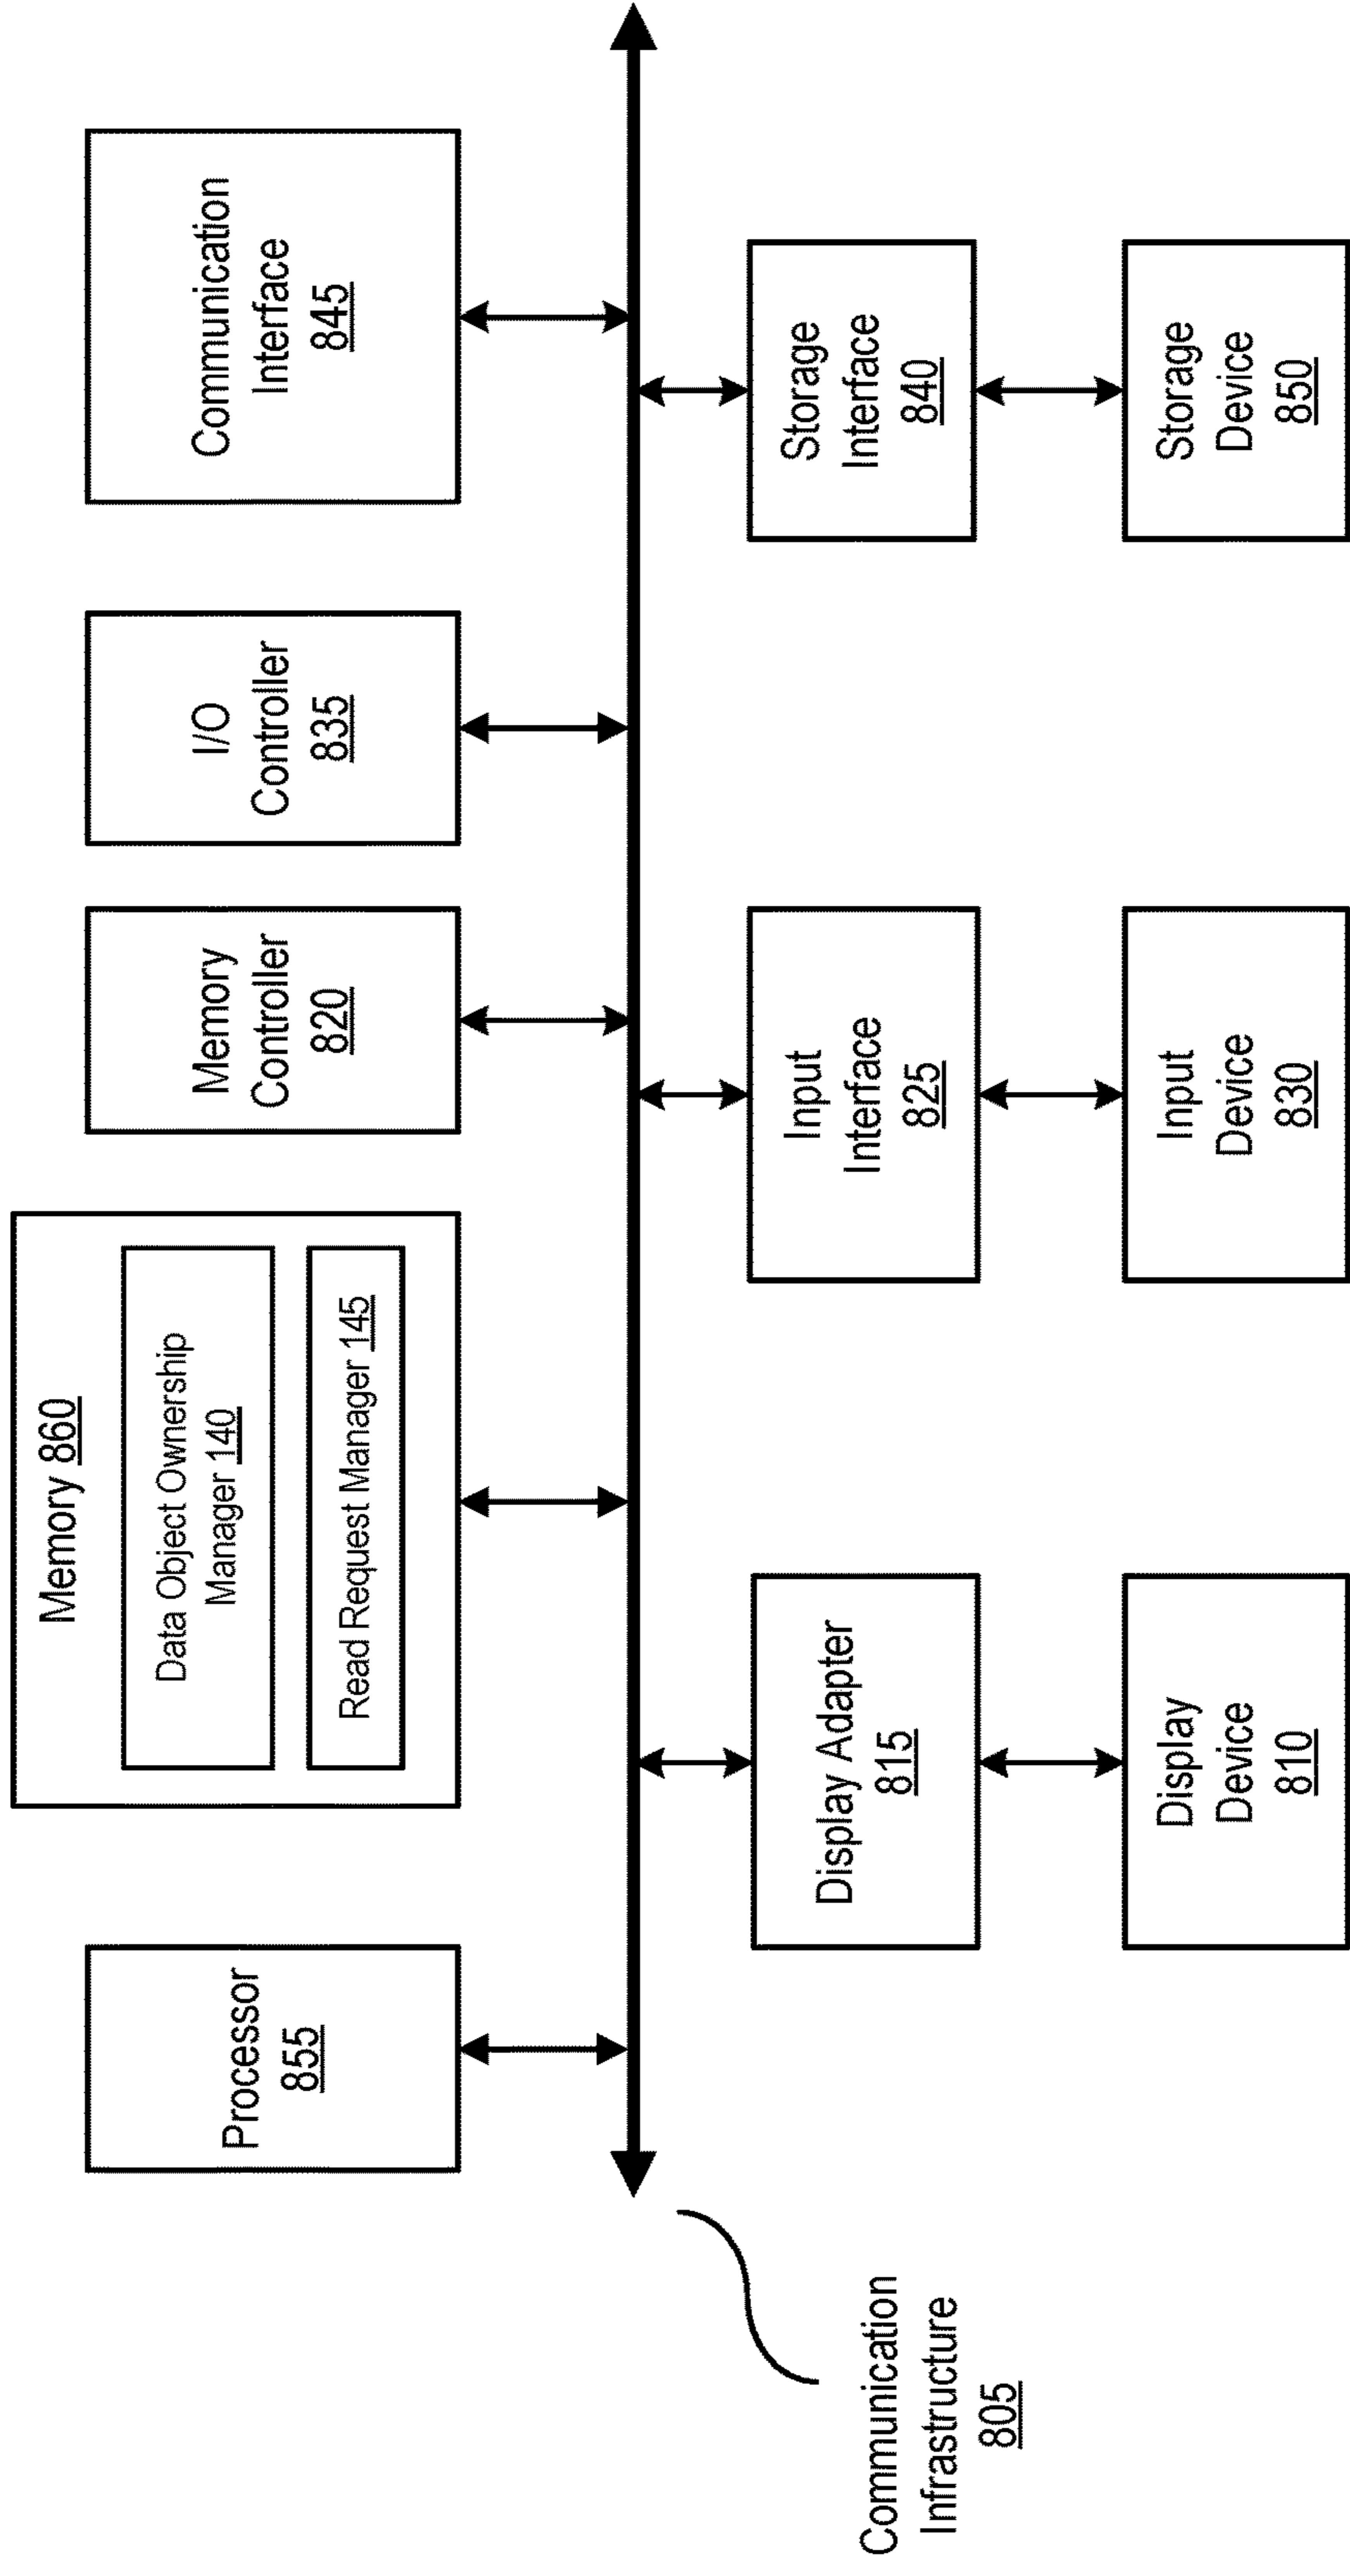 Processor
855
Memory 860
Data Object Ownership
Manager 140
Read Request Manager 145
Memory
Controller
820
I/O
Controller
835
Communication
Interface
845
Display Adapter
815
Input
Interface
825
Storage
Interface
840
Display
Device
810
Input
Device
830
Storage
Device
850
Communication
Infrastructure
805